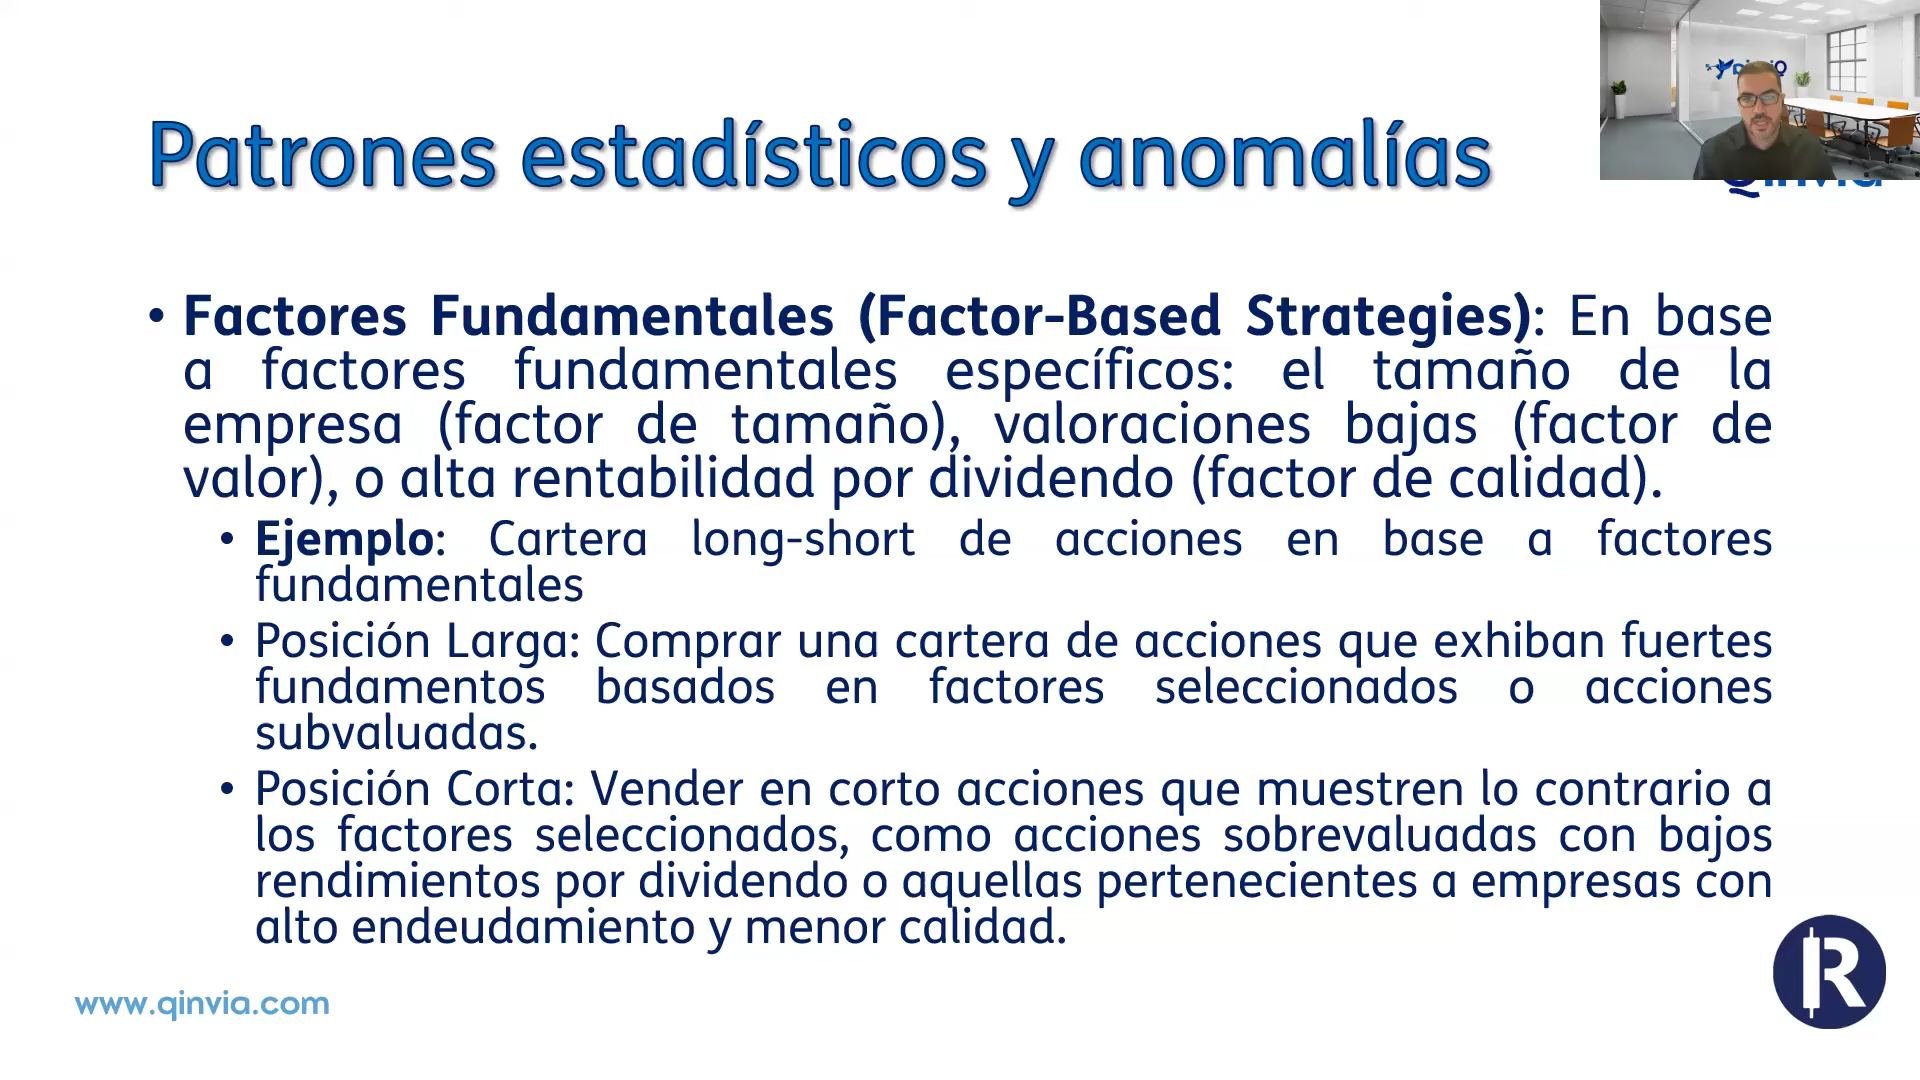 Patrones estadísticos y anomalías
• Factores Fundamentales (Factor-Based Strategies): En base
a factores fundamentales específicos: el tamaño de la
empresa (factor de tamaño), valoraciones bajas (factor de
valor), o alta rentabilidad por dividendo (factor de calidad).
• Ejemplo: Cartera long-short de acciones en base a factores
fundamentales
• Posición Larga: Comprar una cartera de acciones que exhiban fuertes
fundamentos basados en factores seleccionados o acciones
subvaluadas.
• Posición Corta: Vender en corto acciones que muestren lo contrario a
los factores seleccionados, como acciones sobrevaluadas con bajos
rendimientos por dividendo o aquellas pertenecientes a empresas con
alto endeudamiento y menor calidad.
www.qinvia.com
R